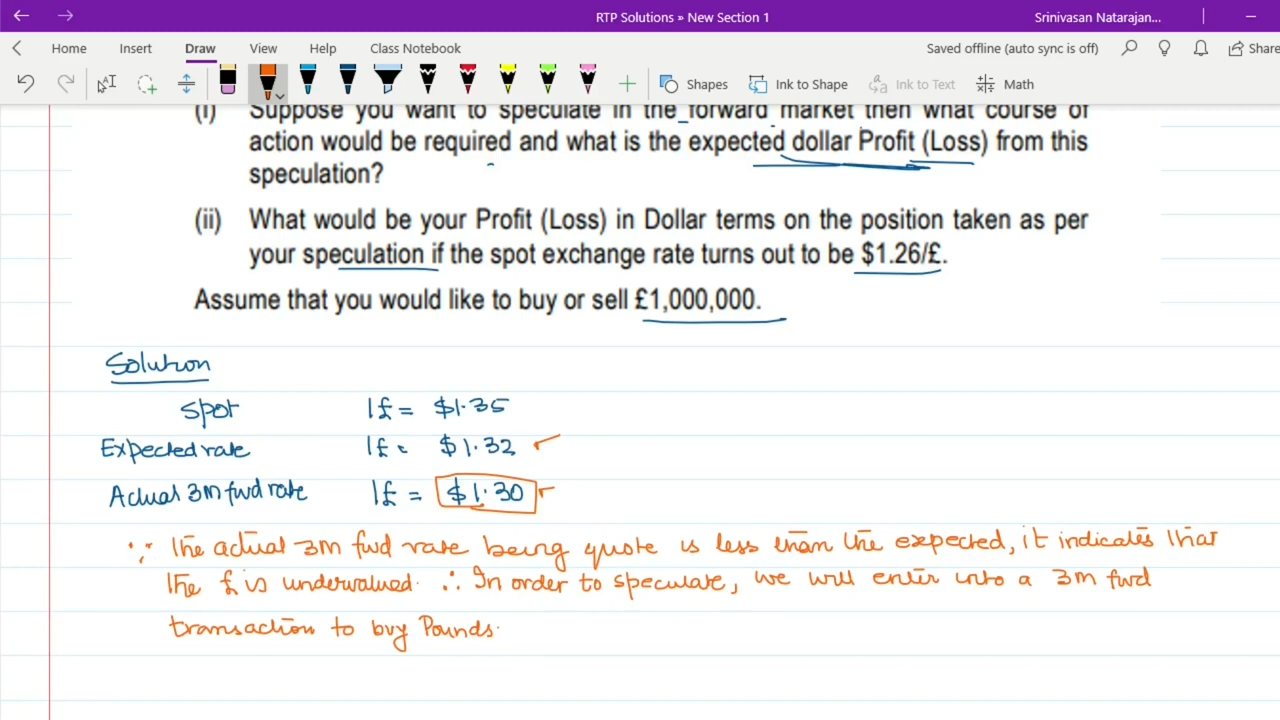 RTP Solutions » New Section 1
Srinivasan Natarajan...
Home Insert Draw View Help Class Notebook
Saved offline (auto sync is off)
Share
Shapes Ink to Shape Ink to Text Math
(i) Suppose you want to speculate in the forward market then what course of
action would be required and what is the expected dollar Profit (Loss) from this
speculation?
(ii) What would be your Profit (Loss) in Dollar terms on the position taken as per
your speculation if the spot exchange rate turns out to be $1.26/£.
Assume that you would like to buy or sell £1,000,000.
Solution
Spot 1£ = $1.35
Expected rate 1£ = $1.32
Actual 3m fwd rate 1£ = $1.30
∵ The actual 3m fwd rate being quote is less than the expected, it indicates that
the £ is undervalued. ∴ In order to speculate, we will enter into a 3m fwd
transaction to buy Pounds.